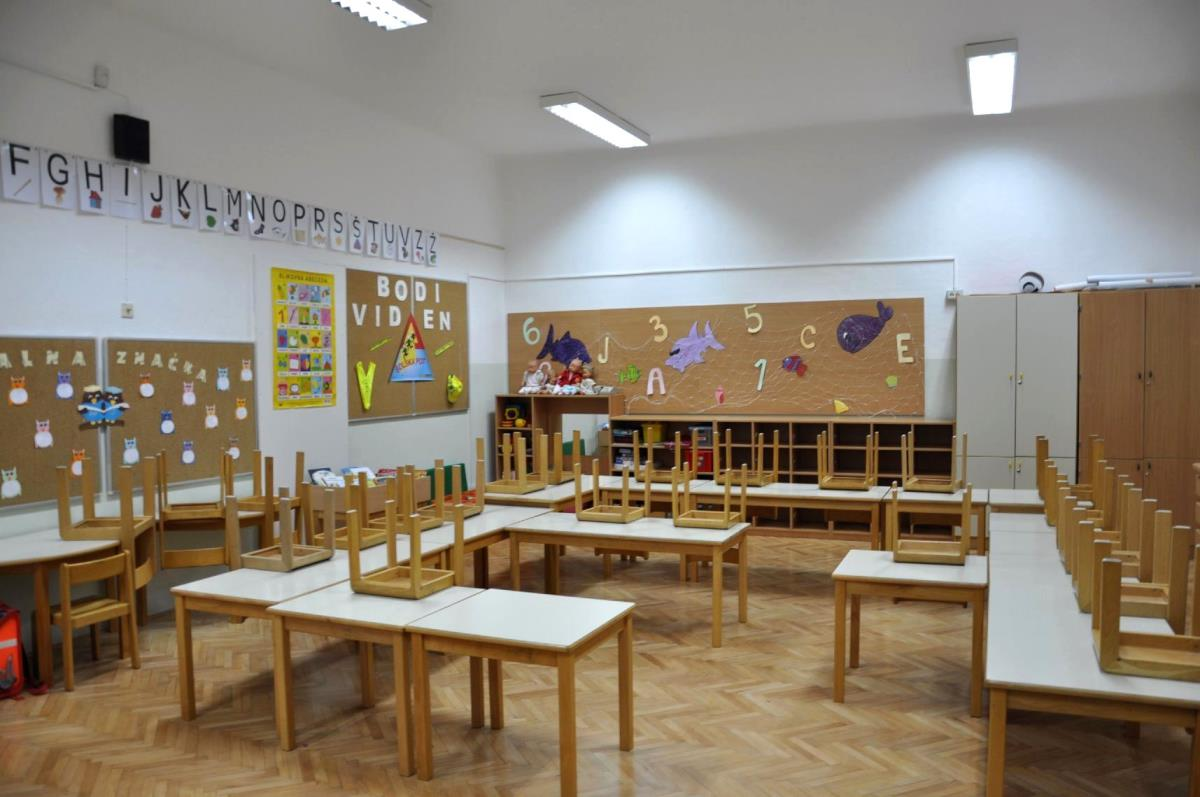 F G H I J K L M N O P R S Š T U V Z Ž
ALNA ZNAČKA
BODI
VIDEN
6 J 3 5 C E
A 1